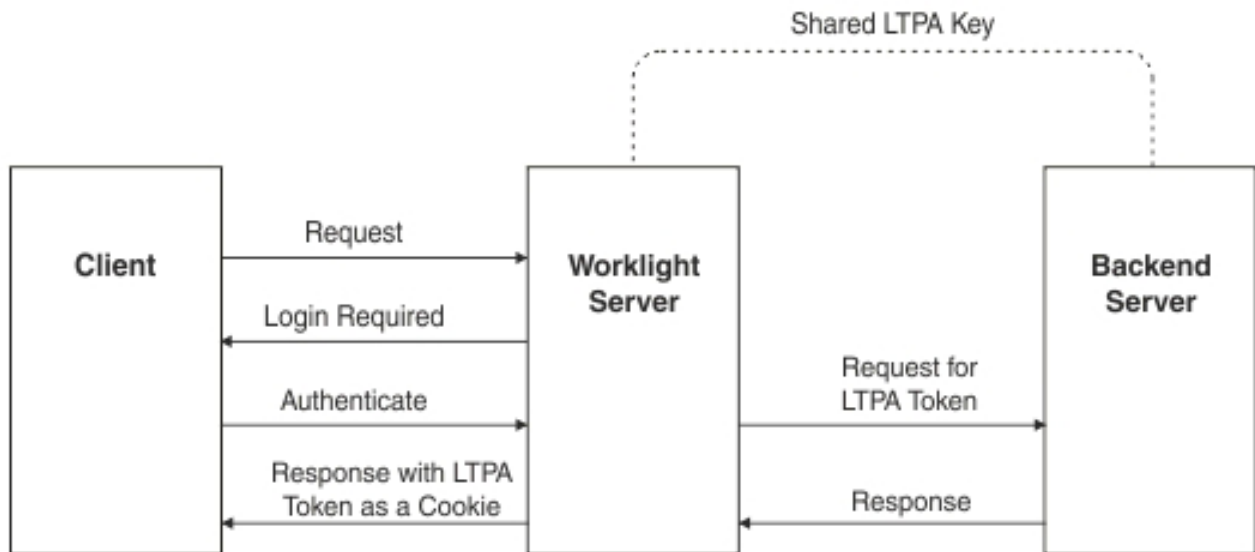 Shared LTPA Key
Request
Client
Worklight
Server
Backend
Server
Login Required
Request for
LTPA Token
Authenticate
Response with LTPA
Token as a Cookie
Response